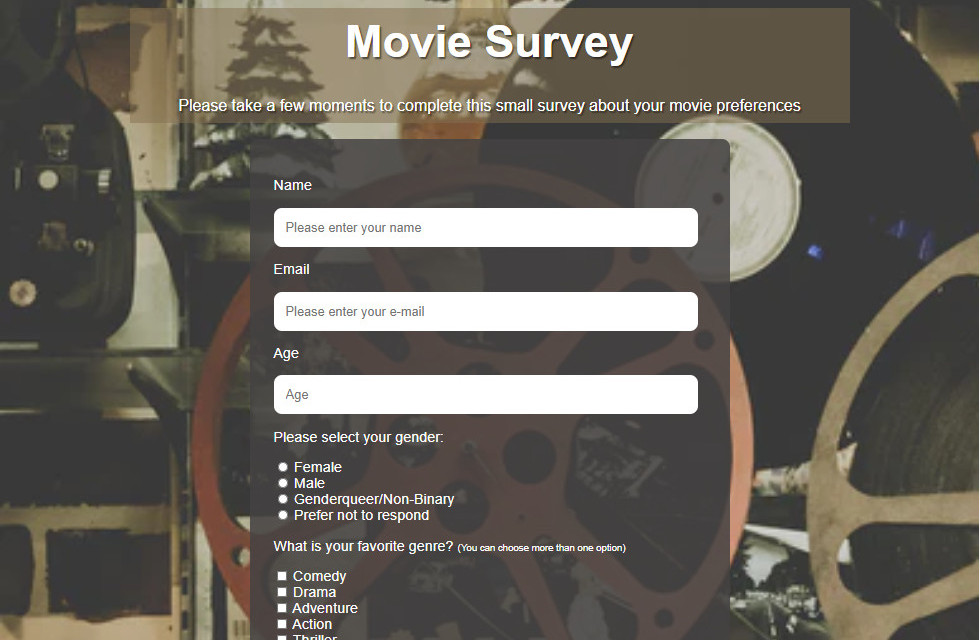 Movie Survey
Please take a few moments to complete this small survey about your movie preferences
Name
Please enter your name
Email
Please enter your e-mail
Age
Age
Please select your gender:
Female
Male
Genderqueer/Non-Binary
Prefer not to respond
What is your favorite genre? (You can choose more than one option)
Comedy
Drama
Adventure
Action
Thriller